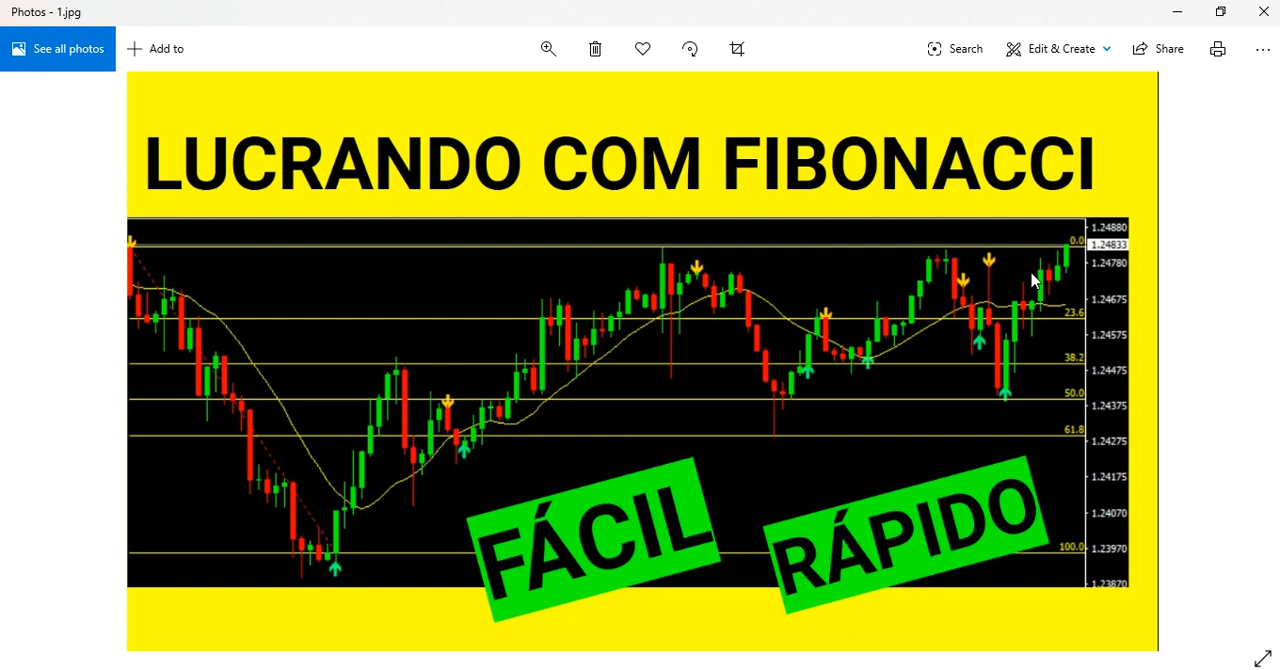 Photos - 1.jpg
See all photos
Add to
Search
Edit & Create
Share
LUCRANDO COM FIBONACCI
1.24880
0.0
1.24833
1.24780
1.24675
23.6
1.24575
38.2
1.24475
50.0
1.24375
61.8
1.24275
1.24175
1.24070
100.0
1.23970
1.23870
FÁCIL
RÁPIDO